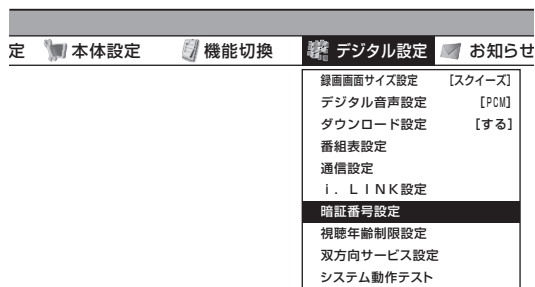 定 本体設定 機能切換 デジタル設定 お知らせ
録画画面サイズ設定 [スクイーズ]
デジタル音声設定 [PCM]
ダウンロード設定 [する]
番組表設定
通信設定
i．LINK設定
暗証番号設定
視聴年齢制限設定
双方向サービス設定
システム動作テスト